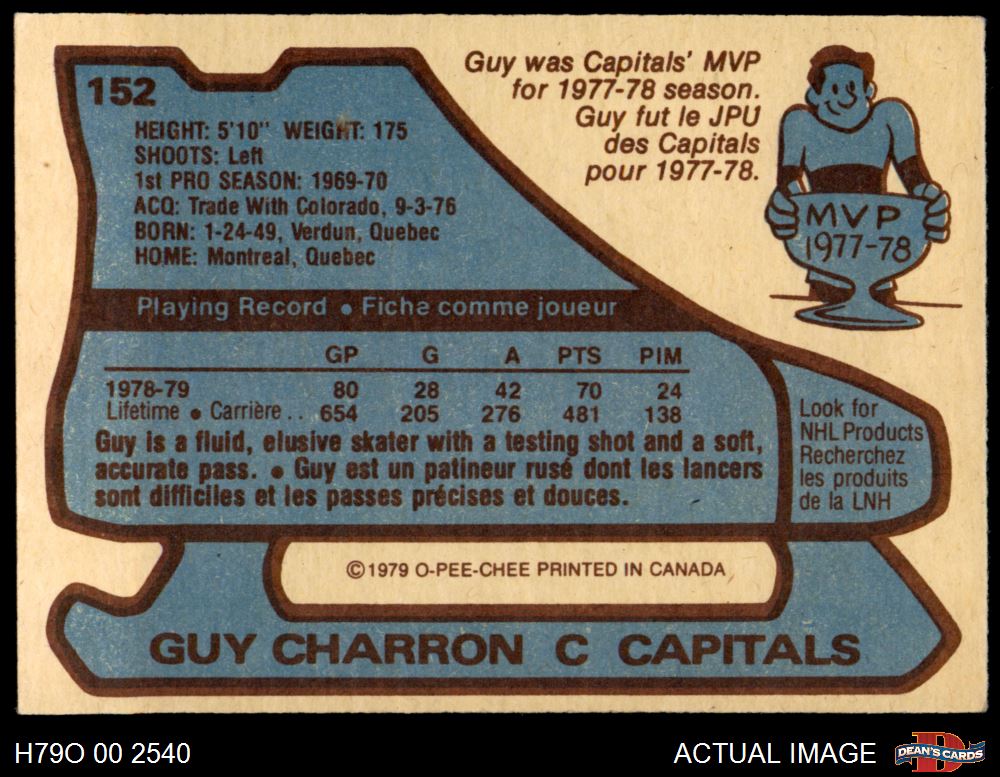 152
HEIGHT: 5'10" WEIGHT: 175
SHOOTS: Left
1st PRO SEASON: 1969-70
ACQ: Trade With Colorado, 9-3-76
BORN: 1-24-49, Verdun, Quebec
HOME: Montreal, Quebec
Guy was Capitals' MVP
for 1977-78 season.
Guy fut le JPU
des Capitals
pour 1977-78.
MVP
1977-78
Playing Record • Fiche comme joueur
GP G A PTS PIM
1978-79 80 28 42 70 24
Lifetime • Carrière .. 654 205 276 481 138
Guy is a fluid, elusive skater with a testing shot and a soft,
accurate pass. • Guy est un patineur rusé dont les lancers
sont difficiles et les passes précises et douces.
Look for
NHL Products
Recherchez
les produits
de la LNH
©1979 O-PEE-CHEE PRINTED IN CANADA
GUY CHARRON C CAPITALS
H79O 00 2540
ACTUAL IMAGE
D
DEAN'S CARDS